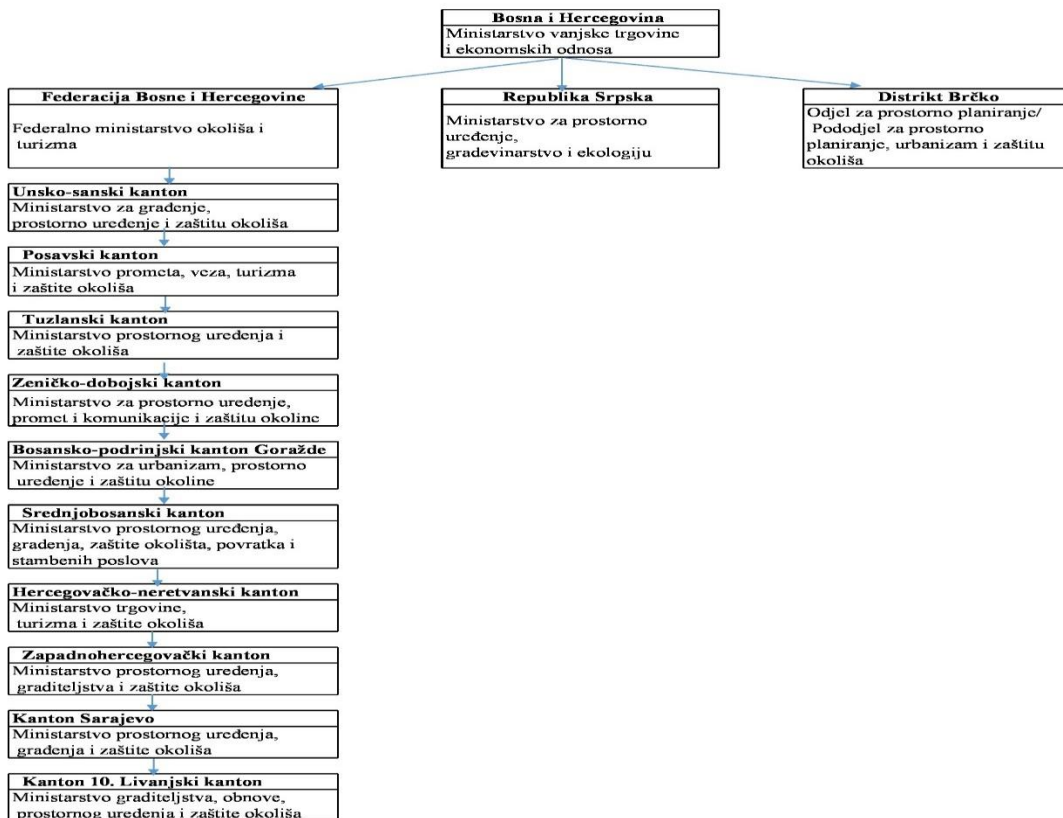 Bosna i Hercegovina
Ministarstvo vanjske trgovine
i ekonomskih odnosa
Federacija Bosne i Hercegovine
Federalno ministarstvo okoliša i
turizma
Republika Srpska
Ministarstvo za prostorno
uređenje,
građevinarstvo i ekologiju
Distrikt Brčko
Odjel za prostorno planiranje/
Pododjel za prostorno
planiranje, urbanizam i zaštitu
okoliša
Unsko-sanski kanton
Ministarstvo za građenje,
prostorno uređenje i zaštitu okoliša
Posavski kanton
Ministarstvo prometa, veza, turizma
i zaštite okoliša
Tuzlanski kanton
Ministarstvo prostornog uređenja i
zaštite okoliša
Zeničko-dobojski kanton
Ministarstvo za prostorno uređenje,
promet i komunikacije i zaštitu okoline
Bosansko-podrinjski kanton Goražde
Ministarstvo za urbanizam, prostorno
uređenje i zaštitu okoline
Srednjobosanski kanton
Ministarstvo prostornog uređenja,
građenja, zaštite okolišta, povratka i
stambenih poslova
Hercegovačko-neretvanski kanton
Ministarstvo trgovine,
turizma i zaštite okoliša
Zapadnohercegovački kanton
Ministarstvo prostornog uređenja,
graditeljstva i zaštite okoliša
Kanton Sarajevo
Ministarstvo prostornog uređenja,
građenja i zaštite okoliša
Kanton 10. Livanjski kanton
Ministarstvo graditeljstva, obnove,
prostornog uređenja i zaštite okoliša